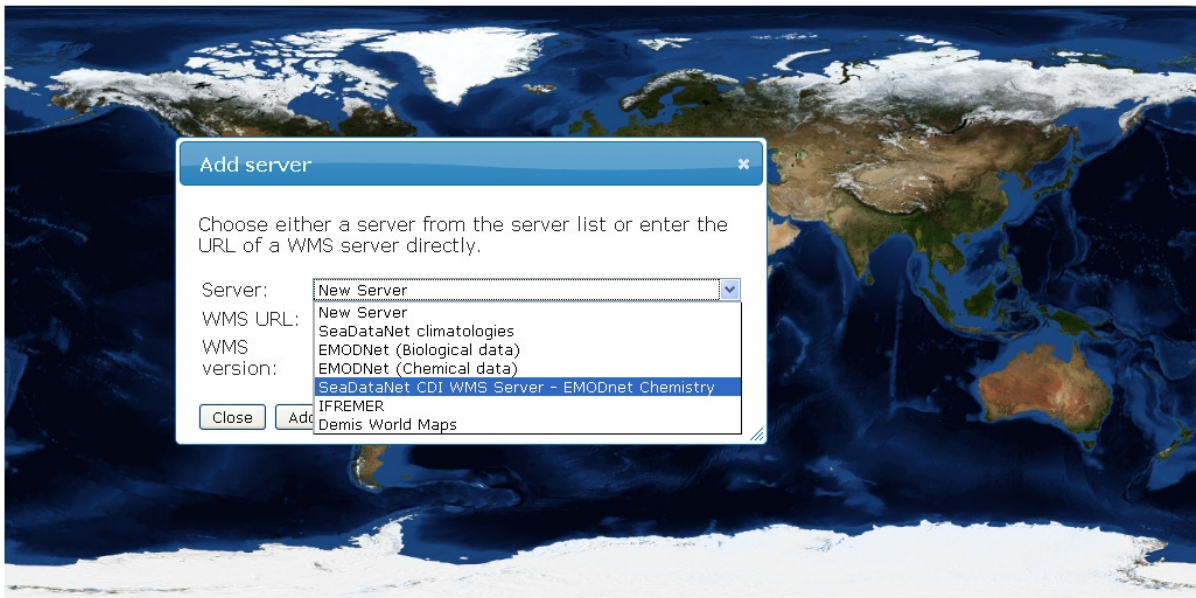 Add server
Choose either a server from the server list or enter the
URL of a WMS server directly.
Server:
New Server
WMS URL:
WMS
version:
New Server
SeaDataNet climatologies
EMODNet (Biological data)
EMODNet (Chemical data)
SeaDataNet CDI WMS Server - EMODnet Chemistry
IFREMER
Demis World Maps
Close